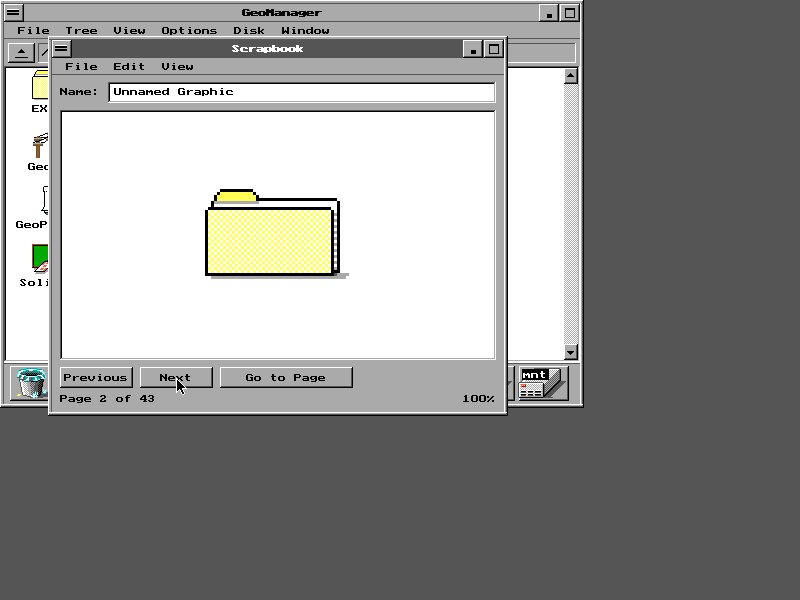 GeoManager
File Tree View Options Disk Window
Scrapbook
File Edit View
Name: Unnamed Graphic
EX
Geo
GeoP
Soli
mnt
Previous Next Go to Page
Page 2 of 43 100%